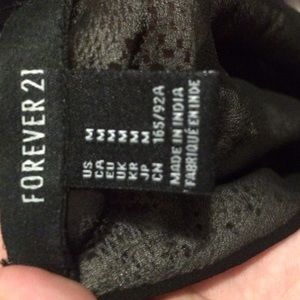 FOREVER 21
US M
CA M
EU M
UK M
KR M
JP M
CN 165/92A
MADE IN INDIA
FABRIQUÉ EN INDE